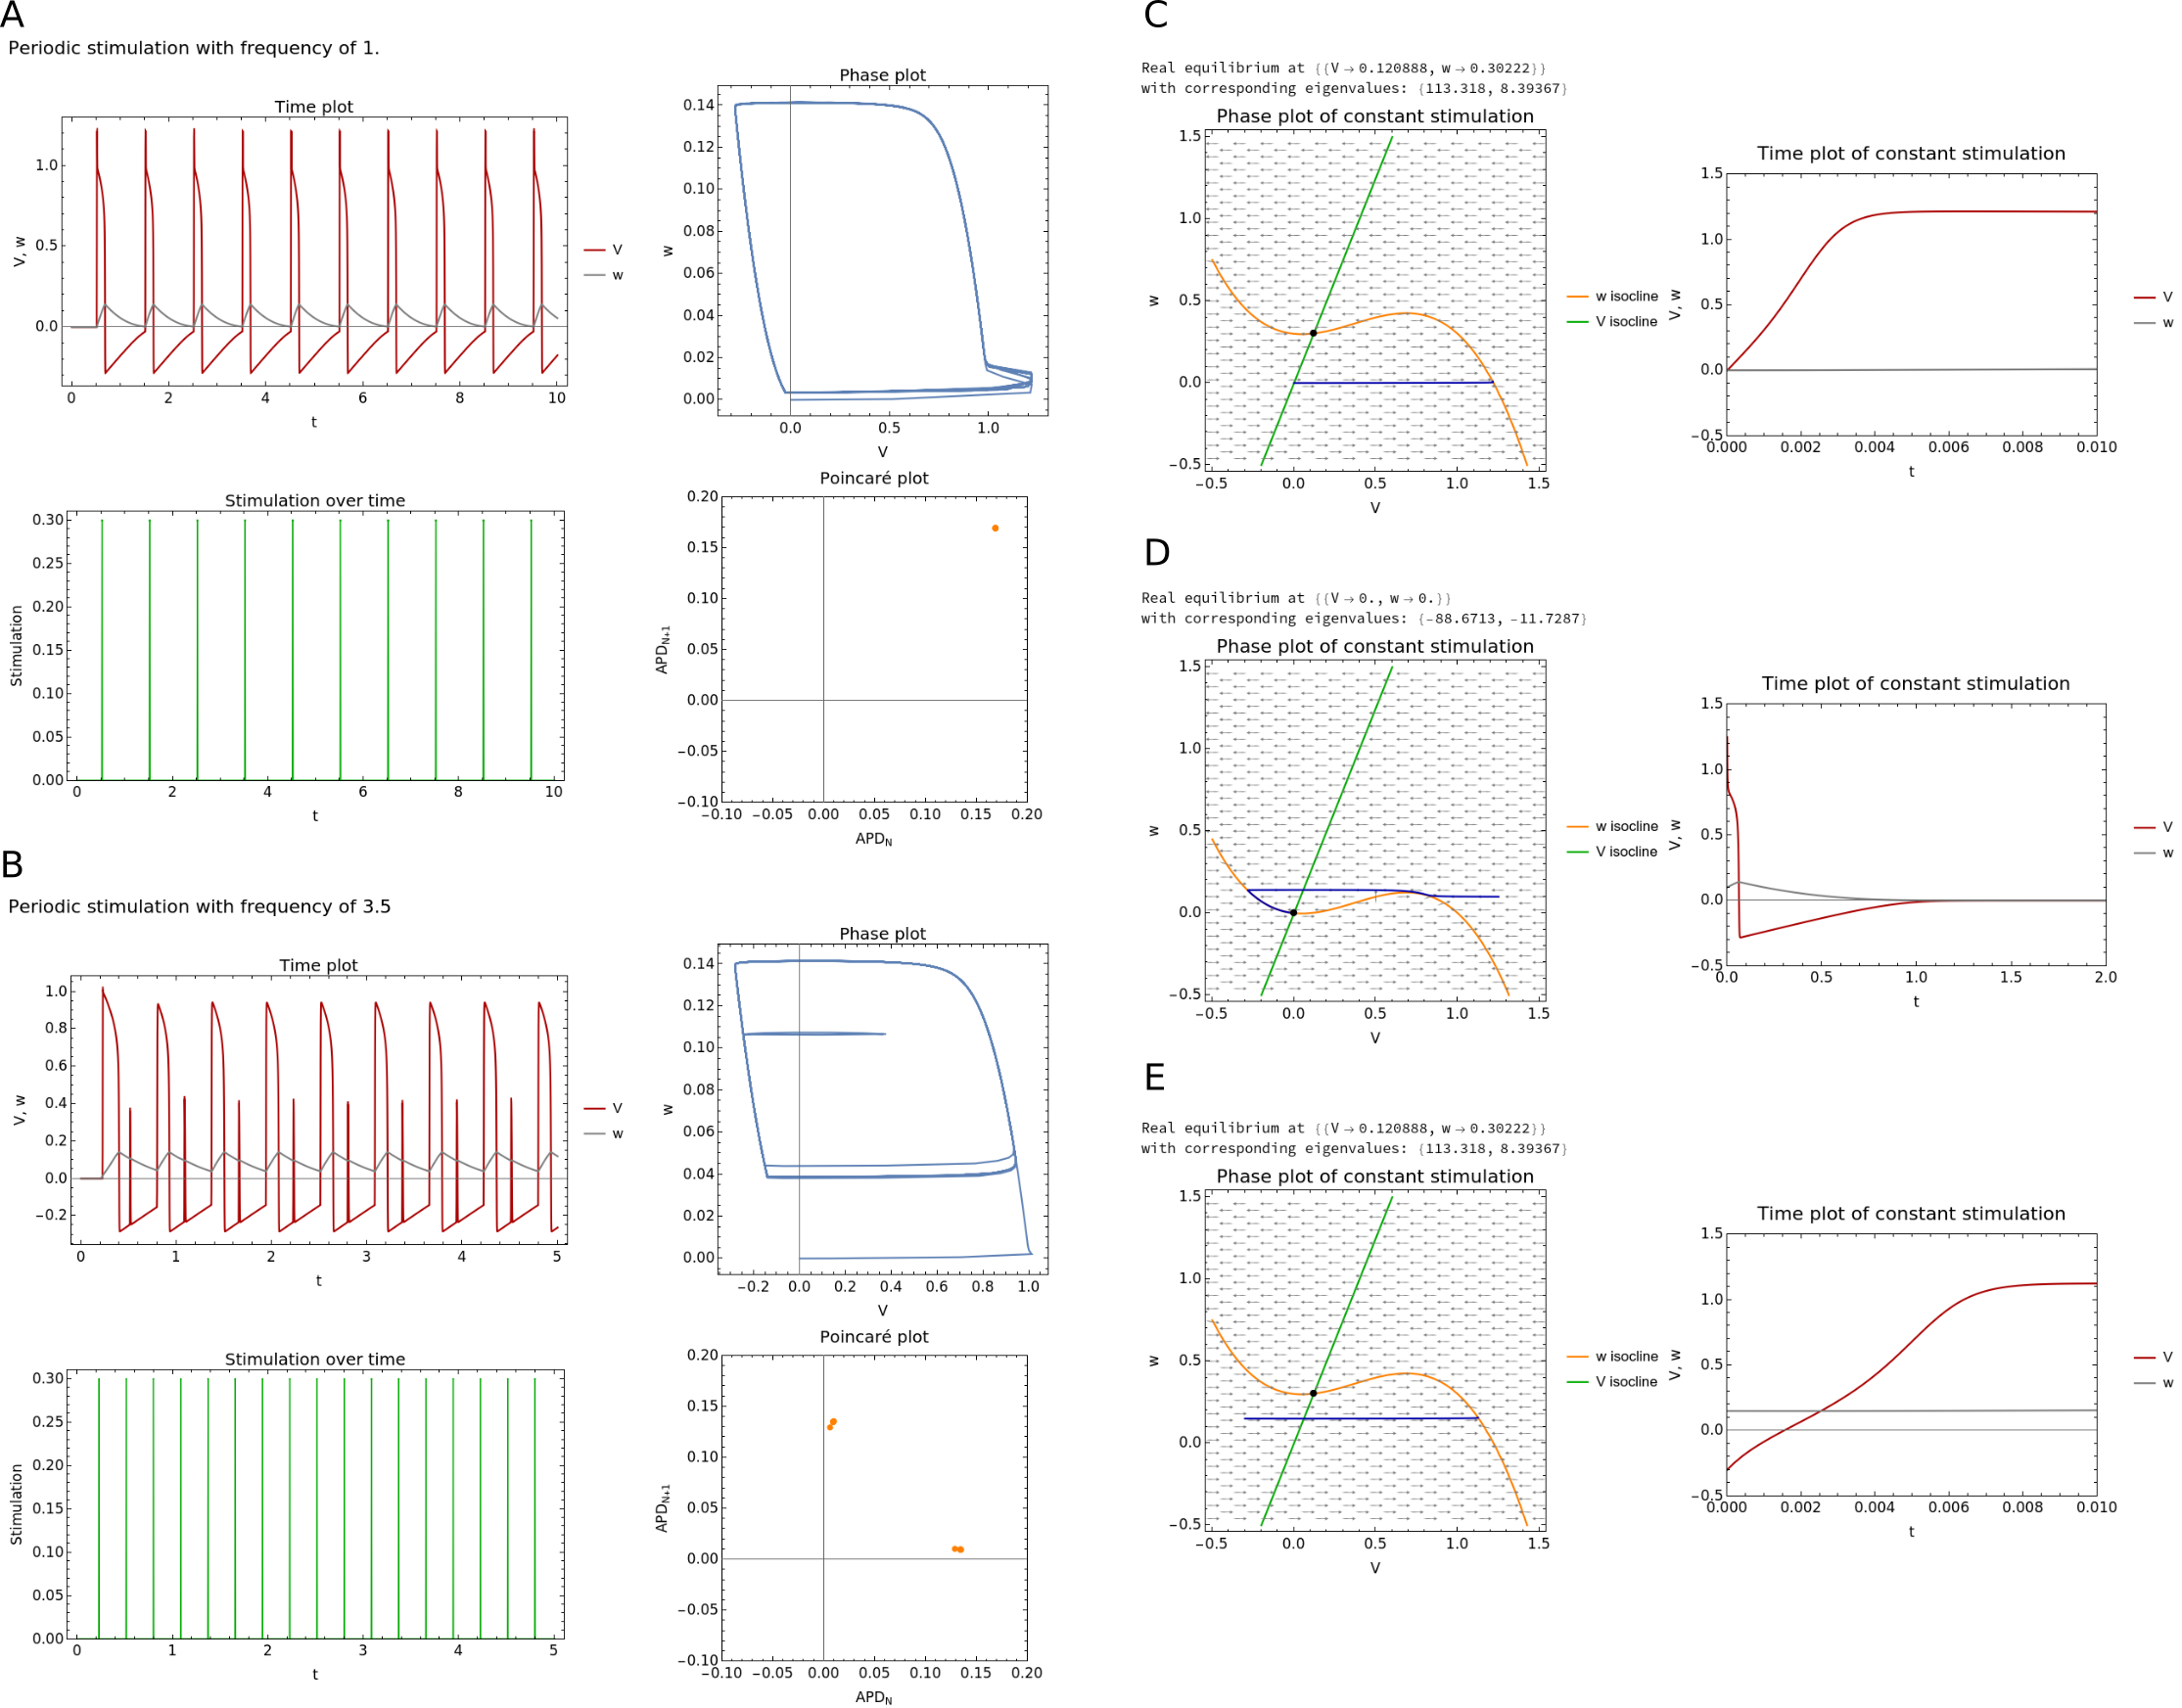 A
Periodic stimulation with frequency of 1.
Time plot
V, w
1.0
0.5
0.0
0 2 4 6 8 10
t
V
w
Phase plot
w
0.14
0.12
0.10
0.08
0.06
0.04
0.02
0.00
0.0 0.5 1.0
V
Stimulation over time
Stimulation
0.30
0.25
0.20
0.15
0.10
0.05
0.00
0 2 4 6 8 10
t
Poincaré plot
APDN+1
0.20
0.15
0.10
0.05
0.00
−0.05
−0.10
−0.10 −0.05 0.00 0.05 0.10 0.15 0.20
APDN
B
Periodic stimulation with frequency of 3.5
Time plot
V, w
1.0
0.8
0.6
0.4
0.2
0.0
−0.2
0 1 2 3 4 5
t
V
w
Phase plot
w
0.14
0.12
0.10
0.08
0.06
0.04
0.02
0.00
−0.2 0.0 0.2 0.4 0.6 0.8 1.0
V
Stimulation over time
Stimulation
0.30
0.25
0.20
0.15
0.10
0.05
0.00
0 1 2 3 4 5
t
Poincaré plot
APDN+1
0.20
0.15
0.10
0.05
0.00
−0.05
−0.10
−0.10 −0.05 0.00 0.05 0.10 0.15 0.20
APDN
C
Real equilibrium at {{V→0.120888, w→0.30222}}
with corresponding eigenvalues: {113.318, 8.39367}
Phase plot of constant stimulation
w
1.5
1.0
0.5
0.0
−0.5
−0.5 0.0 0.5 1.0 1.5
V
w isocline
V isocline
Time plot of constant stimulation
V, w
1.5
1.0
0.5
0.0
−0.5
0.000 0.002 0.004 0.006 0.008 0.010
t
V
w
D
Real equilibrium at {{V→0., w→0.}}
with corresponding eigenvalues: {-88.6713, -11.7287}
Phase plot of constant stimulation
w
1.5
1.0
0.5
0.0
−0.5
−0.5 0.0 0.5 1.0 1.5
V
w isocline
V isocline
Time plot of constant stimulation
V, w
1.5
1.0
0.5
0.0
−0.5
0.0 0.5 1.0 1.5 2.0
t
V
w
E
Real equilibrium at {{V→0.120888, w→0.30222}}
with corresponding eigenvalues: {113.318, 8.39367}
Phase plot of constant stimulation
w
1.5
1.0
0.5
0.0
−0.5
−0.5 0.0 0.5 1.0 1.5
V
w isocline
V isocline
Time plot of constant stimulation
V, w
1.5
1.0
0.5
0.0
−0.5
0.000 0.002 0.004 0.006 0.008 0.010
t
V
w